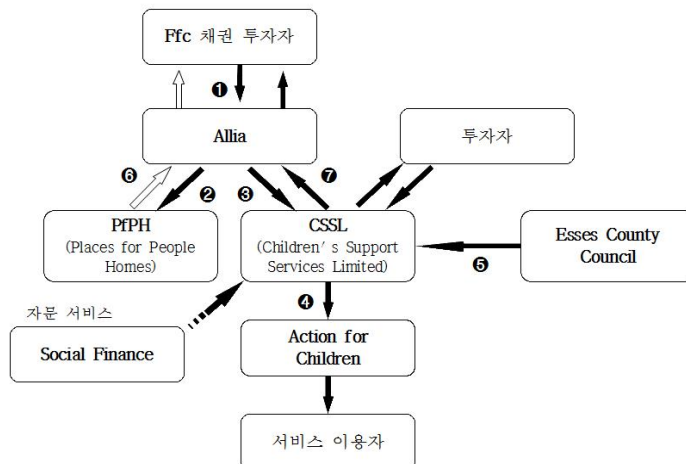 Ffc 채권 투자자
❶
Allia
투자자
❻
❷
❸
❼
PfPH
(Places for People
Homes)
CSSL
(Children's Support
Services Limited)
Esses County
Council
❺
자문 서비스
❹
Social Finance
Action for
Children
서비스 이용자